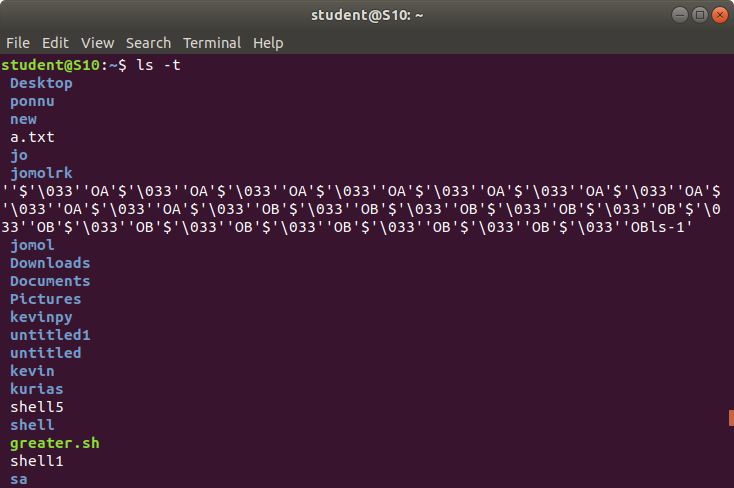 student@S10: ~
File Edit View Search Terminal Help
student@S10:~$ ls -t
Desktop
ponnu
new
a.txt
jo
jomolrk
''$'\033''OA'$'\033''OA'$'\033''OA'$'\033''OA'$'\033''OA'$'\033''OA'$'\033''OA'$
'\033''OA'$'\033''OA'$'\033''OB'$'\033''OB'$'\033''OB'$'\033''OB'$'\033''OB'$'\0
33''OB'$'\033''OB'$'\033''OB'$'\033''OB'$'\033''OB'$'\033''OB'$'\033''OBls-1'
jomol
Downloads
Documents
Pictures
kevinpy
untitled1
untitled
kevin
kurias
shell5
shell
greater.sh
shell1
sa